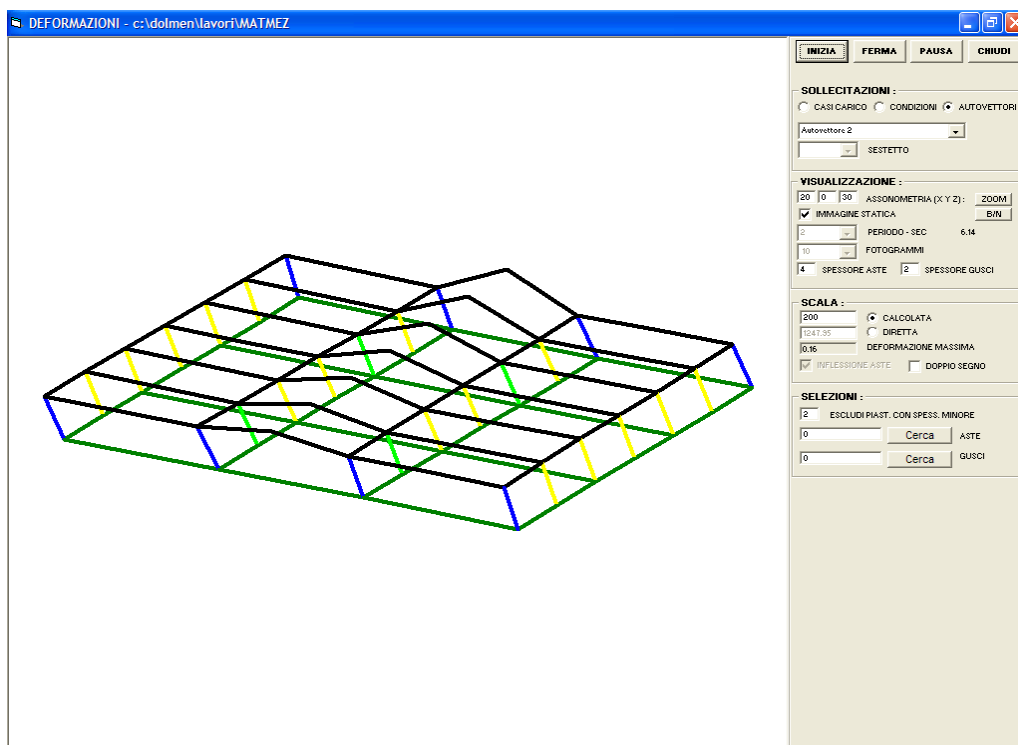 DEFORMAZIONI - c:\dolmen\lavori\MATMEZ
INIZIA FERMA PAUSA CHIUDI
SOLLECITAZIONI :
CASI CARICO CONDIZIONI AUTOVETTORI
Autovettore 2
SESTETTO
VISUALIZZAZIONE :
20 0 30 ASSONOMETRIA (X Y Z) : ZOOM
IMMAGINE STATICA B/N
2 PERIODO - SEC 6.14
10 FOTOGRAMMI
4 SPESSORE ASTE 2 SPESSORE GUSCI
SCALA :
200 CALCOLATA
1247.95 DIRETTA
0.16 DEFORMAZIONE MASSIMA
INFLESSIONE ASTE DOPPIO SEGNO
SELEZIONI :
2 ESCLUDI PIAST. CON SPESS. MINORE
0 Cerca ASTE
0 Cerca GUSCI